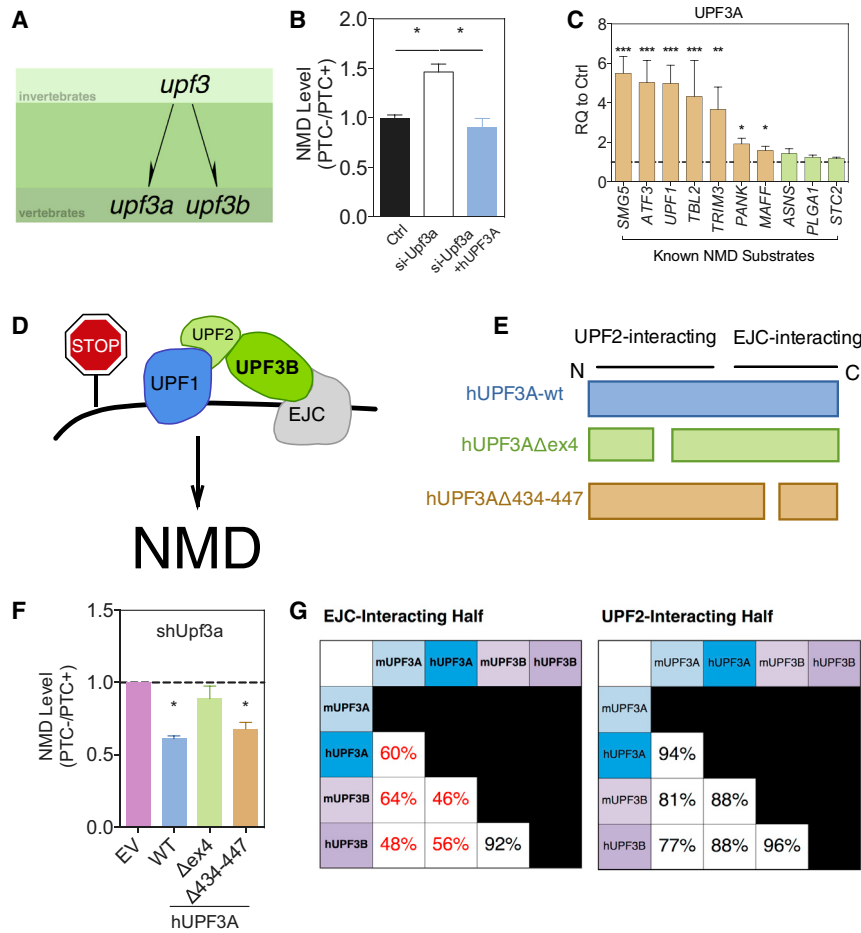 A
invertebrates
upf3
vertebrates
upf3a upf3b
B
NMD Level
(PTC-/PTC+)
2.0
1.5
1.0
0.5
0.0
*
*
Ctrl
si-Upf3a
si-Upf3a
+hUPF3A
C
UPF3A
RQ to Ctrl
8
6
4
2
0
*** *** *** *** ** * *
SMG5 ATF3 UPF1 TBL2 TRIM3 PANK MAFF ASNS PLGA1 STC2
Known NMD Substrates
D
STOP
UPF1
UPF2
UPF3B
EJC
NMD
E
UPF2-interacting EJC-interacting
N C
hUPF3A-wt
hUPF3AΔex4
hUPF3AΔ434-447
F
NMD Level
(PTC-/PTC+)
1.5
1.0
0.5
0.0
shUpf3a
* *
EV WT Δex4 Δ434-447
hUPF3A
G
EJC-Interacting Half
mUPF3A hUPF3A mUPF3B hUPF3B
mUPF3A
hUPF3A 60%
mUPF3B 64% 46%
hUPF3B 48% 56% 92%
UPF2-Interacting Half
mUPF3A hUPF3A mUPF3B hUPF3B
mUPF3A
hUPF3A 94%
mUPF3B 81% 88%
hUPF3B 77% 88% 96%